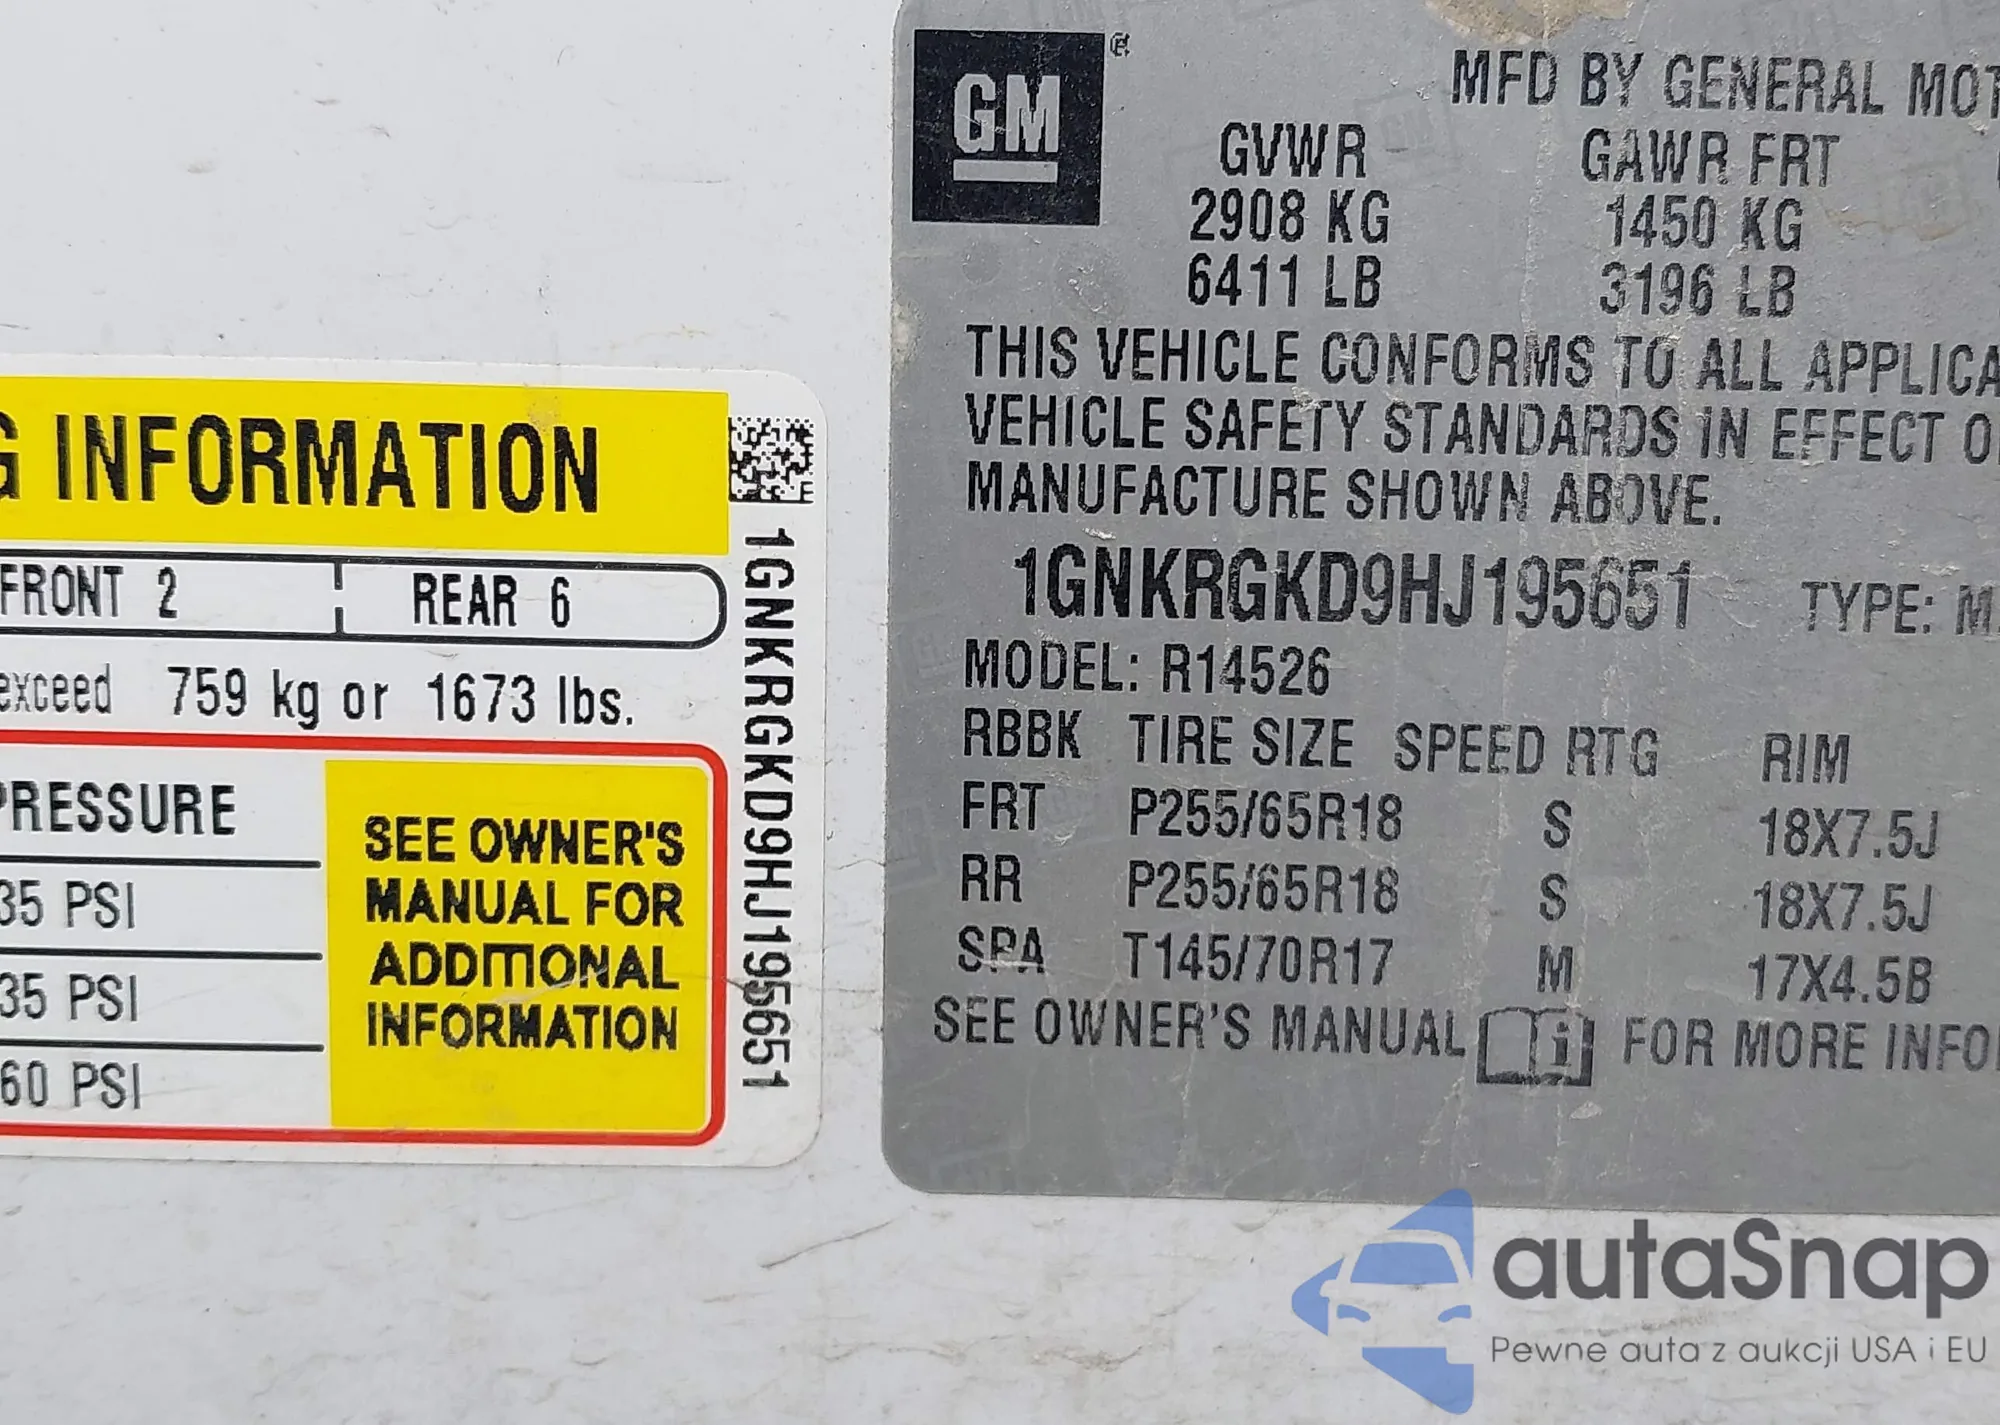 G INFORMATION
FRONT 2
REAR 6
exceed 759 kg or 1673 lbs.
PRESSURE
35 PSI
35 PSI
60 PSI
SEE OWNER'S
MANUAL FOR
ADDITIONAL
INFORMATION
1GNKRGKD9HJ195651
GM
MFD BY GENERAL MOT
GVWR GAWR FRT
2908 KG 1450 KG
6411 LB 3196 LB
THIS VEHICLE CONFORMS TO ALL APPLICA
VEHICLE SAFETY STANDARDS IN EFFECT O
MANUFACTURE SHOWN ABOVE.
1GNKRGKD9HJ195651 TYPE: M
MODEL: R14526
RBBK TIRE SIZE SPEED RTG RIM
FRT P255/65R18 S 18X7.5J
RR P255/65R18 S 18X7.5J
SPA T145/70R17 M 17X4.5B
SEE OWNER'S MANUAL i FOR MORE INFO
autaSnap
Pewne auta z aukcji USA i EU